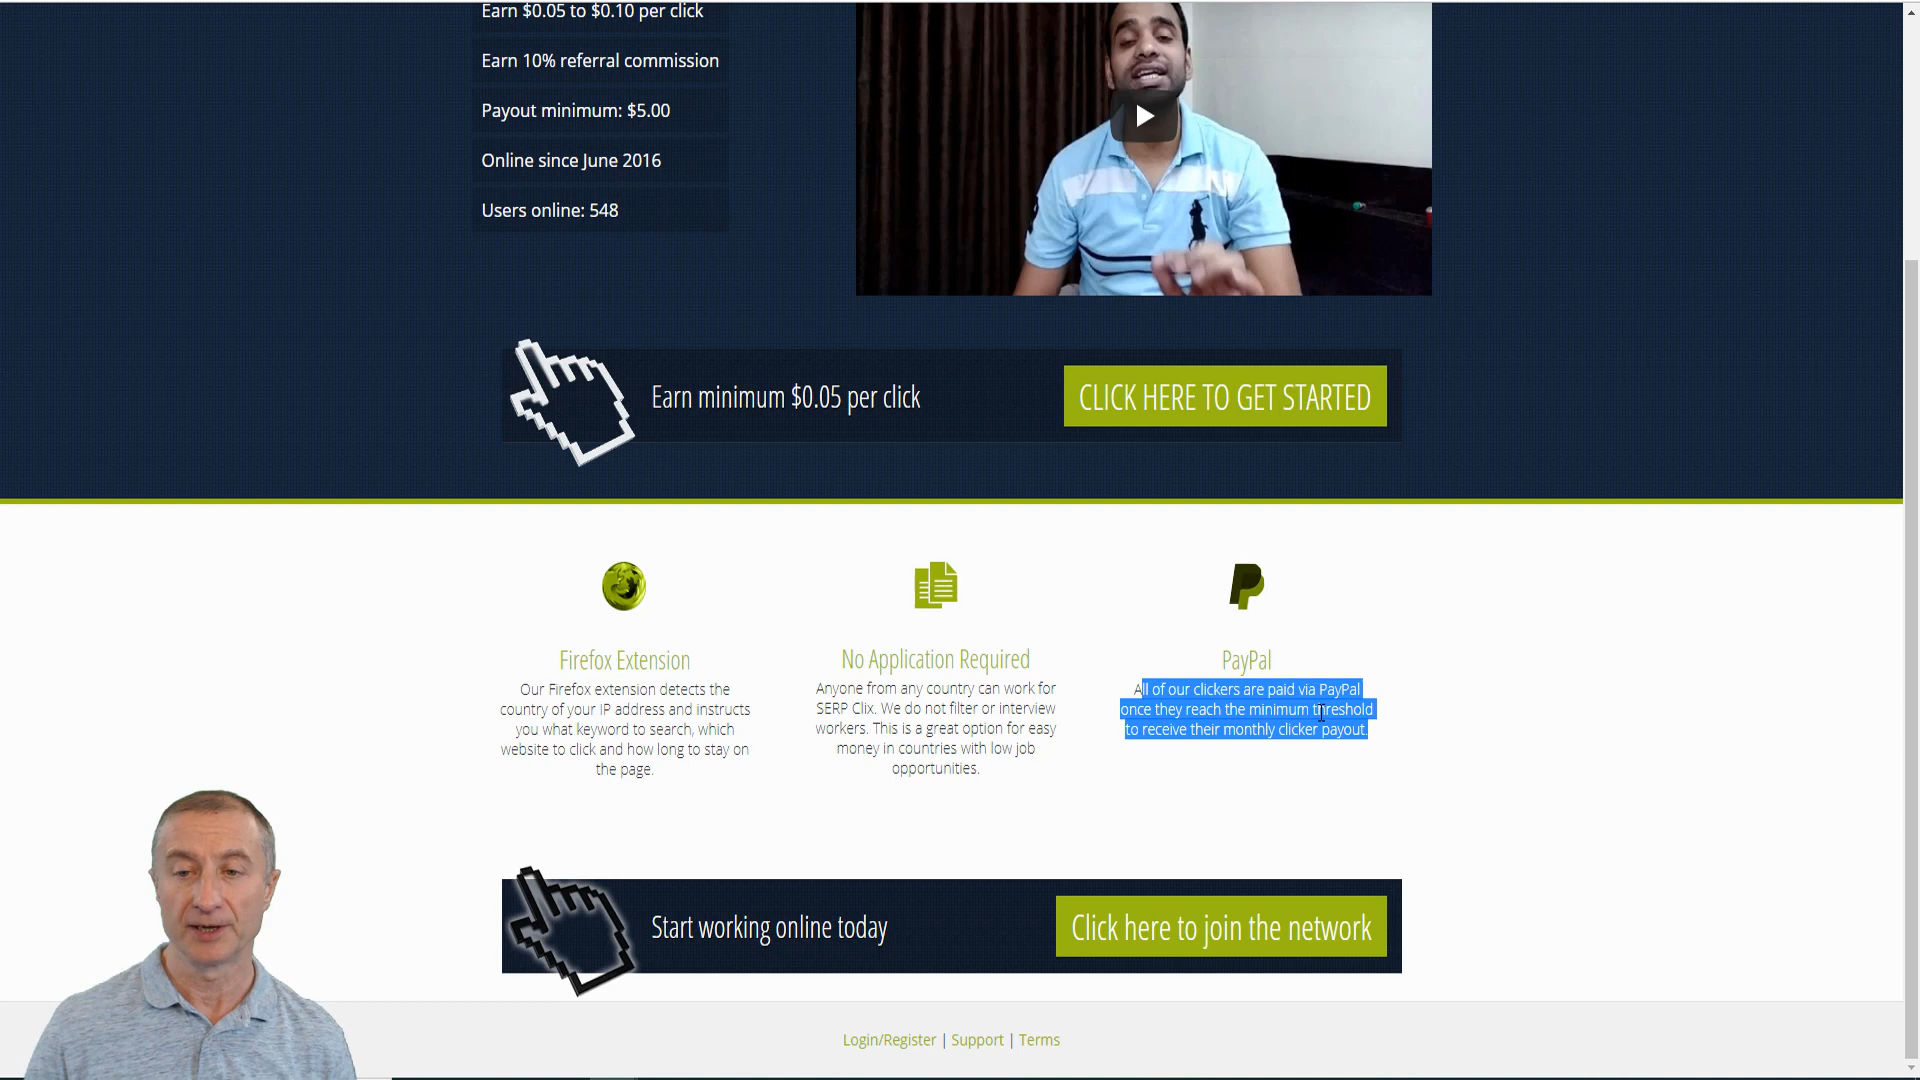 Earn $0.05 to $0.10 per click
Earn 10% referral commission
Payout minimum: $5.00
Online since June 2016
Users online: 548
Earn minimum $0.05 per click
CLICK HERE TO GET STARTED
Firefox Extension
Our Firefox extension detects the
country of your IP address and instructs
you what keyword to search, which
website to click and how long to stay on
the page.
No Application Required
Anyone from any country can work for
SERP Clix. We do not filter or interview
workers. This is a great option for easy
money in countries with low job
opportunities.
PayPal
All of our clickers are paid via PayPal
once they reach the minimum threshold
to receive their monthly clicker payout.
Start working online today
Click here to join the network
Login/Register | Support | Terms